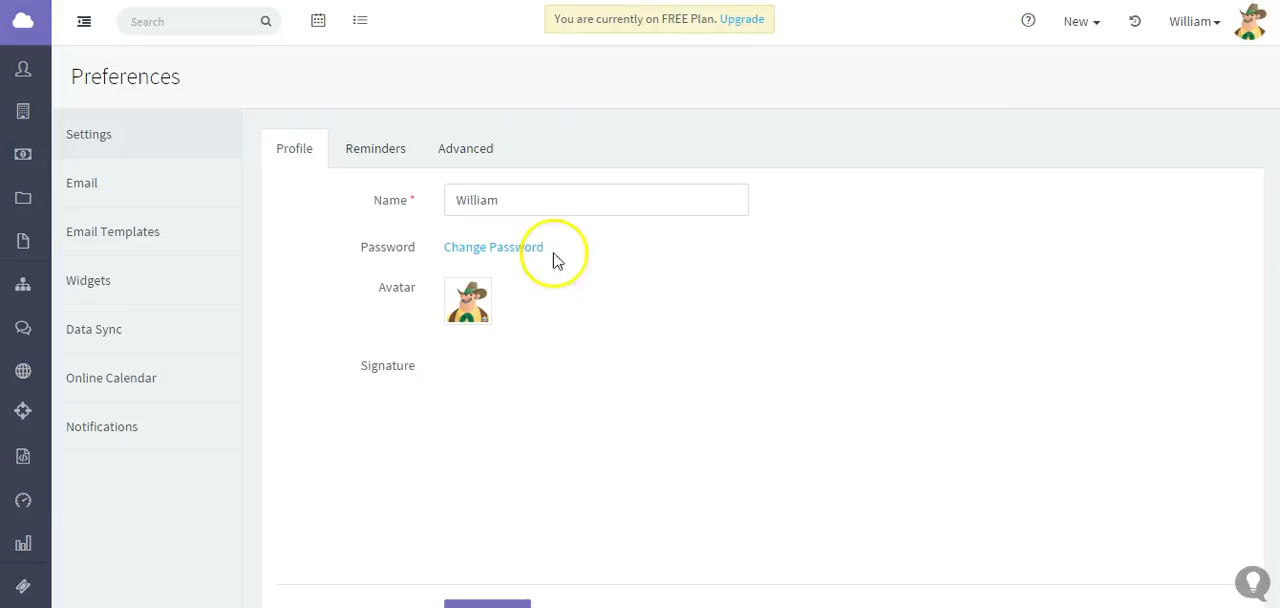 Search
You are currently on FREE Plan. Upgrade
New
William
Preferences
Settings
Email
Email Templates
Widgets
Data Sync
Online Calendar
Notifications
Profile
Reminders
Advanced
Name *
William
Password
Change Password
Avatar
Signature